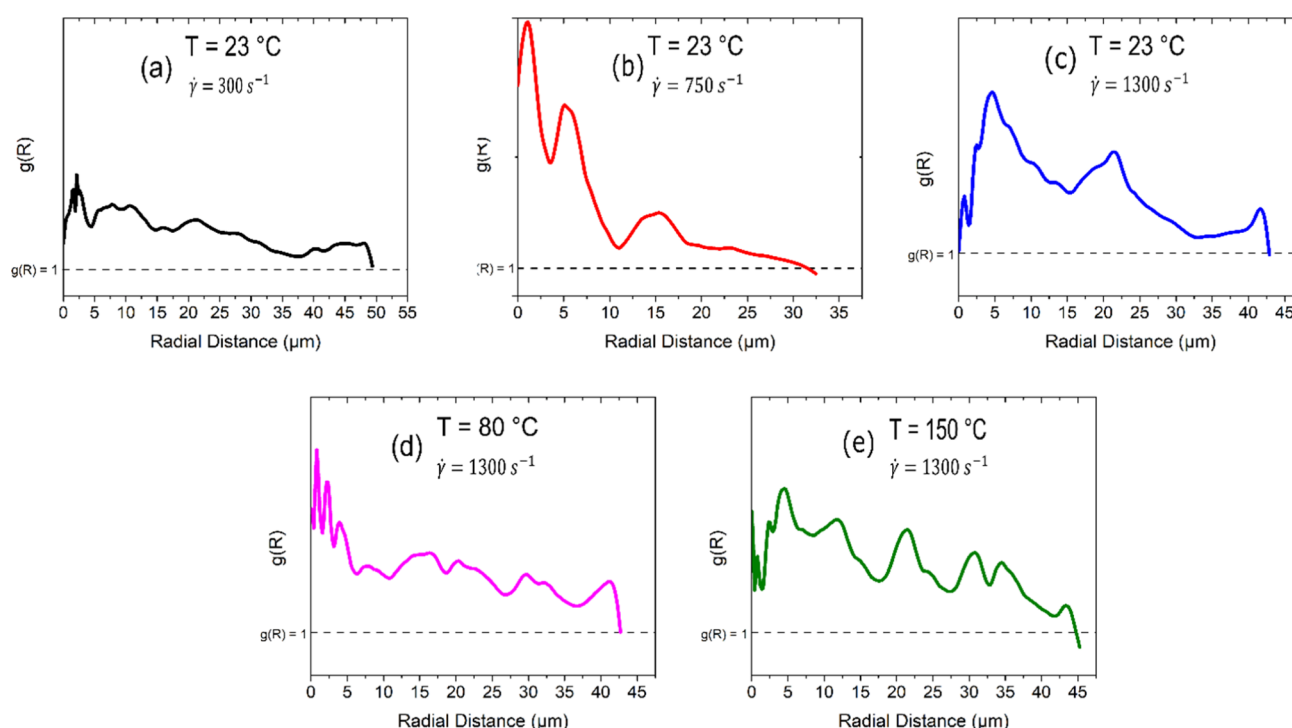 (a)
T = 23 °C
γ̇ = 300 s⁻¹
g(R)
g(R) = 1
0 5 10 15 20 25 30 35 40 45 50 55
Radial Distance (µm)
(b)
T = 23 °C
γ̇ = 750 s⁻¹
g(R)
(R) = 1
0 5 10 15 20 25 30 35
Radial Distance (µm)
(c)
T = 23 °C
γ̇ = 1300 s⁻¹
g(R)
g(R) = 1
0 5 10 15 20 25 30 35 40 45
Radial Distance (µm)
(d)
T = 80 °C
γ̇ = 1300 s⁻¹
g(R)
g(R) = 1
0 5 10 15 20 25 30 35 40 45
Radial Distance (µm)
(e)
T = 150 °C
γ̇ = 1300 s⁻¹
g(R)
g(R) = 1
0 5 10 15 20 25 30 35 40 45
Radial Distance (µm)